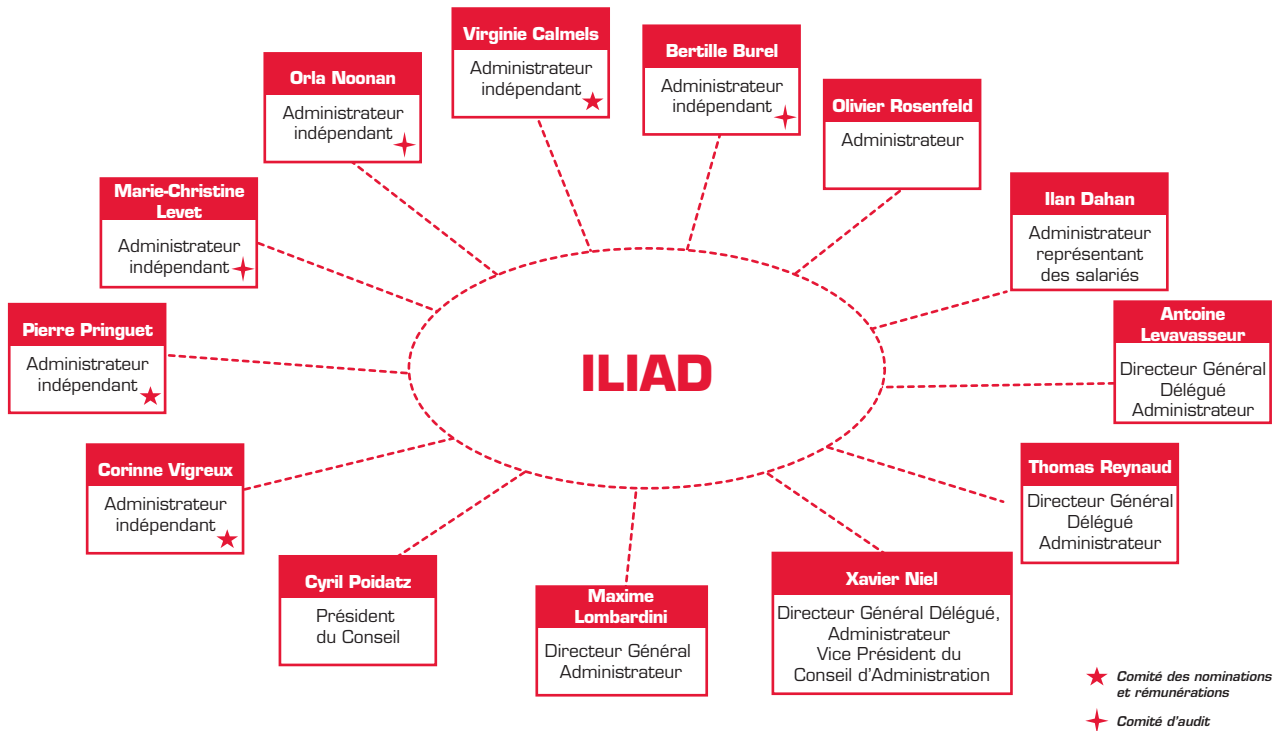 Virginie Calmels
Administrateur
indépendant
Bertille Burel
Administrateur
indépendant
Orla Noonan
Administrateur
indépendant
Olivier Rosenfeld
Administrateur
Marie-Christine
Levet
Administrateur
indépendant
Ilan Dahan
Administrateur
représentant
des salariés
Pierre Pringuet
Administrateur
indépendant
ILIAD
Antoine
Levavasseur
Directeur Général
Délégué
Administrateur
Corinne Vigreux
Administrateur
indépendant
Thomas Reynaud
Directeur Général
Délégué
Administrateur
Cyril Poidatz
Président
du Conseil
Maxime
Lombardini
Directeur Général
Administrateur
Xavier Niel
Directeur Général Délégué,
Administrateur
Vice Président du
Conseil d'Administration
Comité des nominations
et rémunérations
Comité d'audit